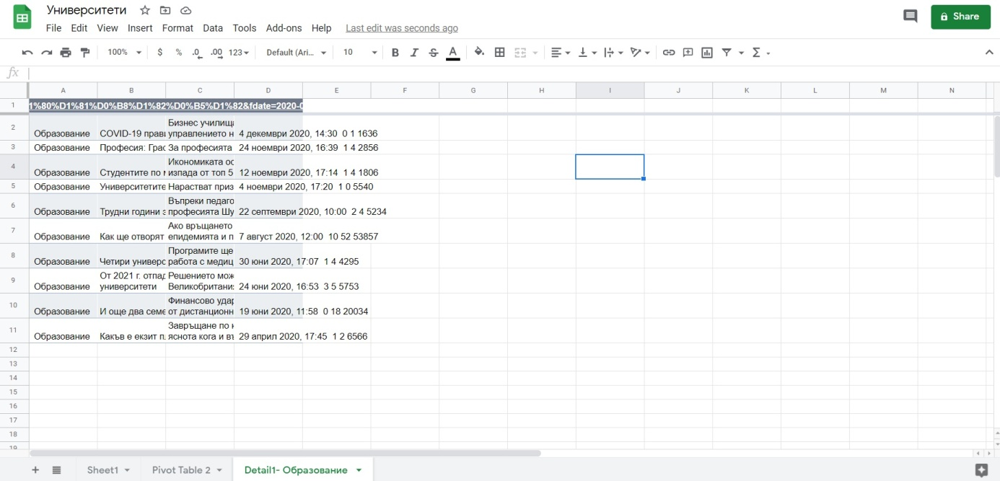 Университети
File Edit View Insert Format Data Tools Add-ons Help Last edit was seconds ago
Share
100% $ % .0 .00 123 Default (Ari... 10 B I S A
fx
A B C D E F G H I J K L M N
1 1%80%D1%81%D0%B8%D1%82%D0%B5%D1%82&fdate=2020-0
Бизнес училища
2 Образование COVID-19 прави управлението н 4 декември 2020, 14:30 0 1 1636
3 Образование Професия: Грас За професията 24 ноември 2020, 16:39 1 4 2856
Икономиката ос
4 Образование Студентите по изпада от топ 5 12 ноември 2020, 17:14 1 4 1806
5 Образование Университетите Нарастват приз 4 ноември 2020, 17:20 1 0 5540
Въпреки педаго
6 Образование Трудни години з професията Шу 22 септември 2020, 10:00 2 4 5234
Ако връщането
7 Образование Как ще отворят епидемията и п 7 август 2020, 12:00 10 52 53857
Програмите ще
8 Образование Четири универс работа с медиц 30 юни 2020, 17:07 1 4 4295
От 2021 г. отпад Решението мож
9 Образование университети Великобритани 24 юни 2020, 16:53 3 5 5753
Финансово удар
10 Образование И още два семе от дистанционн 19 юни 2020, 11:58 0 18 20034
Завръщане по н
11 Образование Какъв е екзит п яснота кога и въ 29 април 2020, 17:45 1 2 6566
12
13
14
15
16
17
18
19
Sheet1 Pivot Table 2 Detail1- Образование